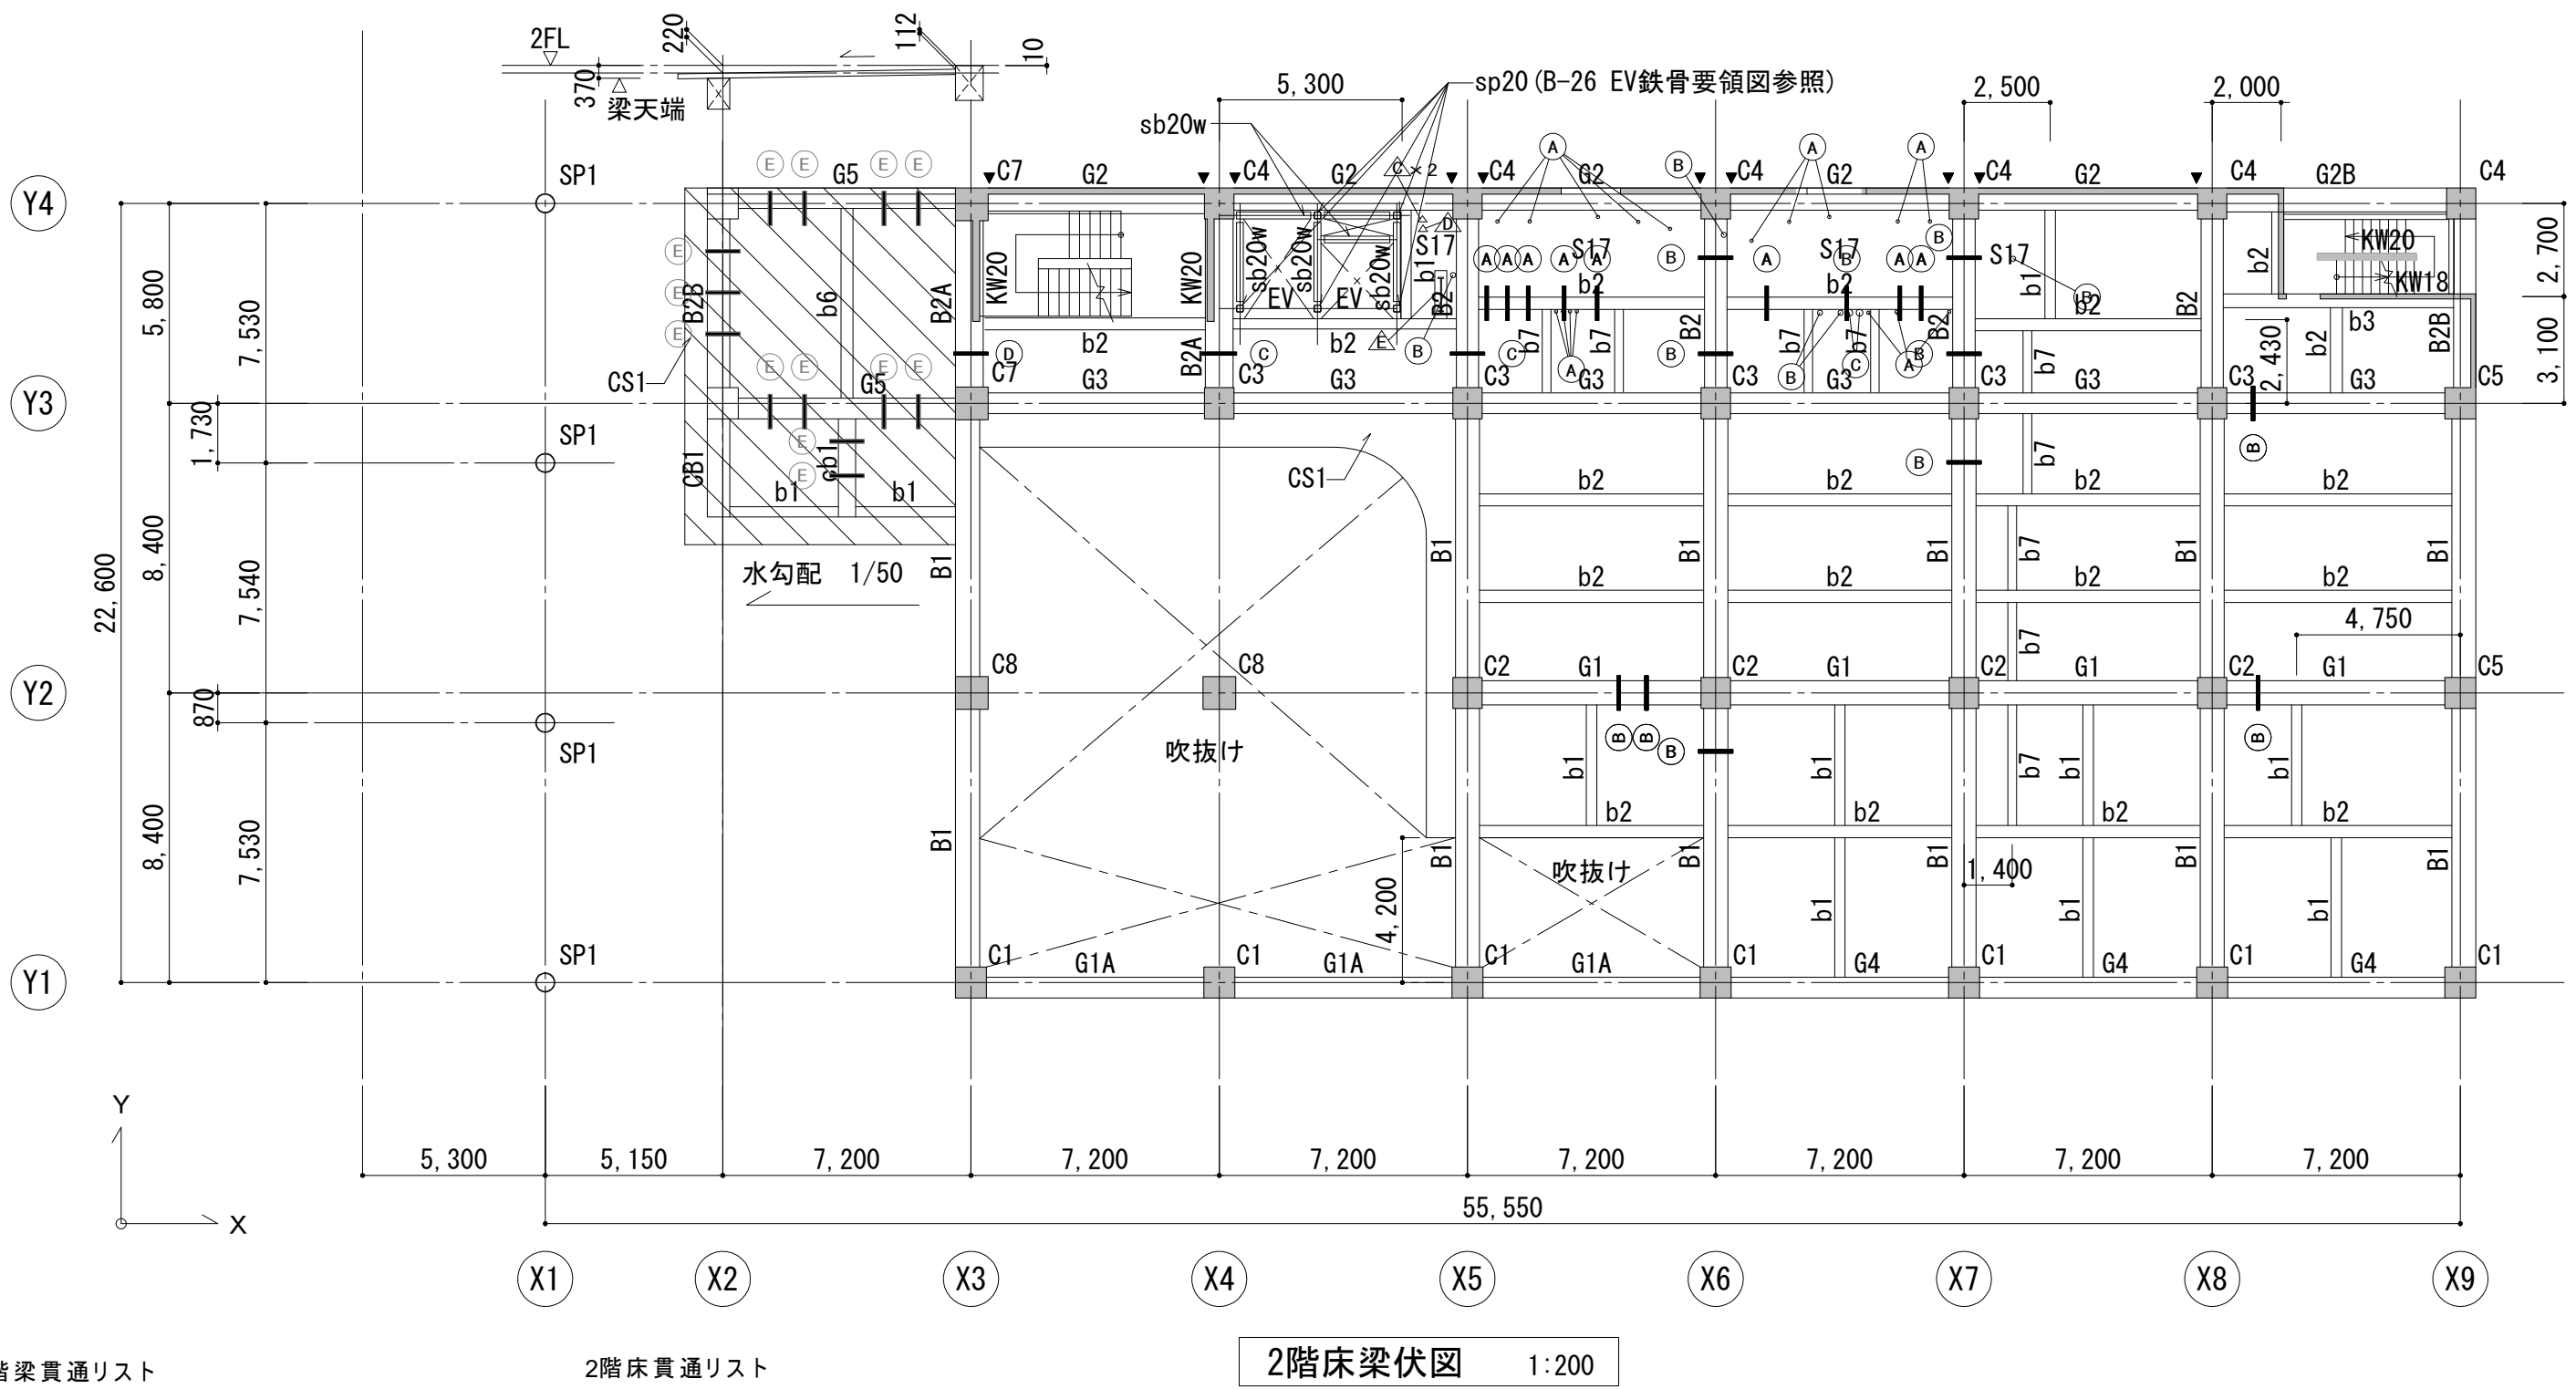 220
112
10
2FL
370
梁天端
5,300
sp20(B-26 EV鉄骨要領図参照)
sb20w
2,500
2,000
E E E E
A A A
B
C ×2
SP1
G5
C7 G2 C4 G2 C4 G2 C4 G2 C4 G2 C4 G2B C4
Y4
E
E
E
B2B
b6
B2A
KW20
KW20
sb20w
sb20w
sb20w
EV EV
D
S17
b1
B2
A A A A A
S17
b2
B
A B A A
S17
b2
B
S17
b1
B
b2
B2
b2
KW20
KW18
b3
2,700
5,800
7,530
CS1
E E E E
G5
D
b2
B2A
C
b2
E
B
C
b7
A
b7
B2
B
b7
B
b7
C
A
B
B2
b7
2,430
b2
B2B
3,100
C7 G3 C3 G3 C3 G3 C3 G3 C3 G3 C3 G3 C5
Y3
1,730
SP1
E
E
CB1
cb1
b1 b1
CS1
B
b7
B
b2 b2 b2 b2
水勾配 1/50
B1 B1 B1 B1 B1 B1
b7
b2 b2 b2 b2
22,600
8,400
7,540
b7
4,750
C8 C8 C2 G1 C2 G1 C2 G1 C2 G1 C5
Y2
870
SP1
吹抜け
B B B
B
b1 b1 b7 b1 b1
b2 b2 b2 b2
8,400
7,530
B1 B1 B1 B1 B1 B1
吹抜け
1,400
4,200
b1 b1 b1
SP1
C1 G1A C1 G1A C1 G1A C1 G4 C1 G4 C1 G4 C1
Y1
Y
X
5,300 5,150 7,200 7,200 7,200 7,200 7,200 7,200 7,200
55,550
X1 X2 X3 X4 X5 X6 X7 X8 X9
2階床梁伏図 1:200
階梁貫通リスト
2階床貫通リスト